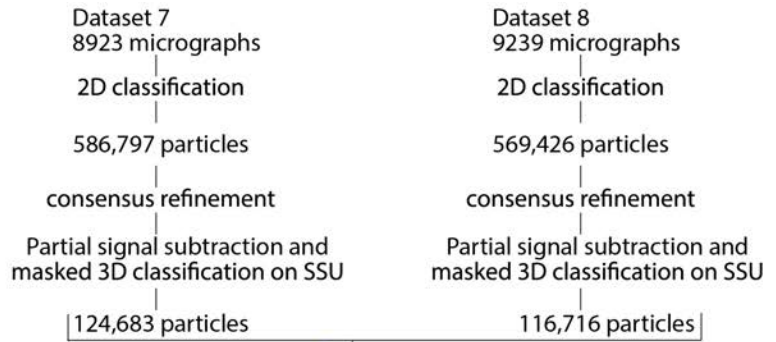 Dataset 7
8923 micrographs
2D classification
586,797 particles
consensus refinement
Partial signal subtraction and
masked 3D classification on SSU
124,683 particles
Dataset 8
9239 micrographs
2D classification
569,426 particles
consensus refinement
Partial signal subtraction and
masked 3D classification on SSU
116,716 particles